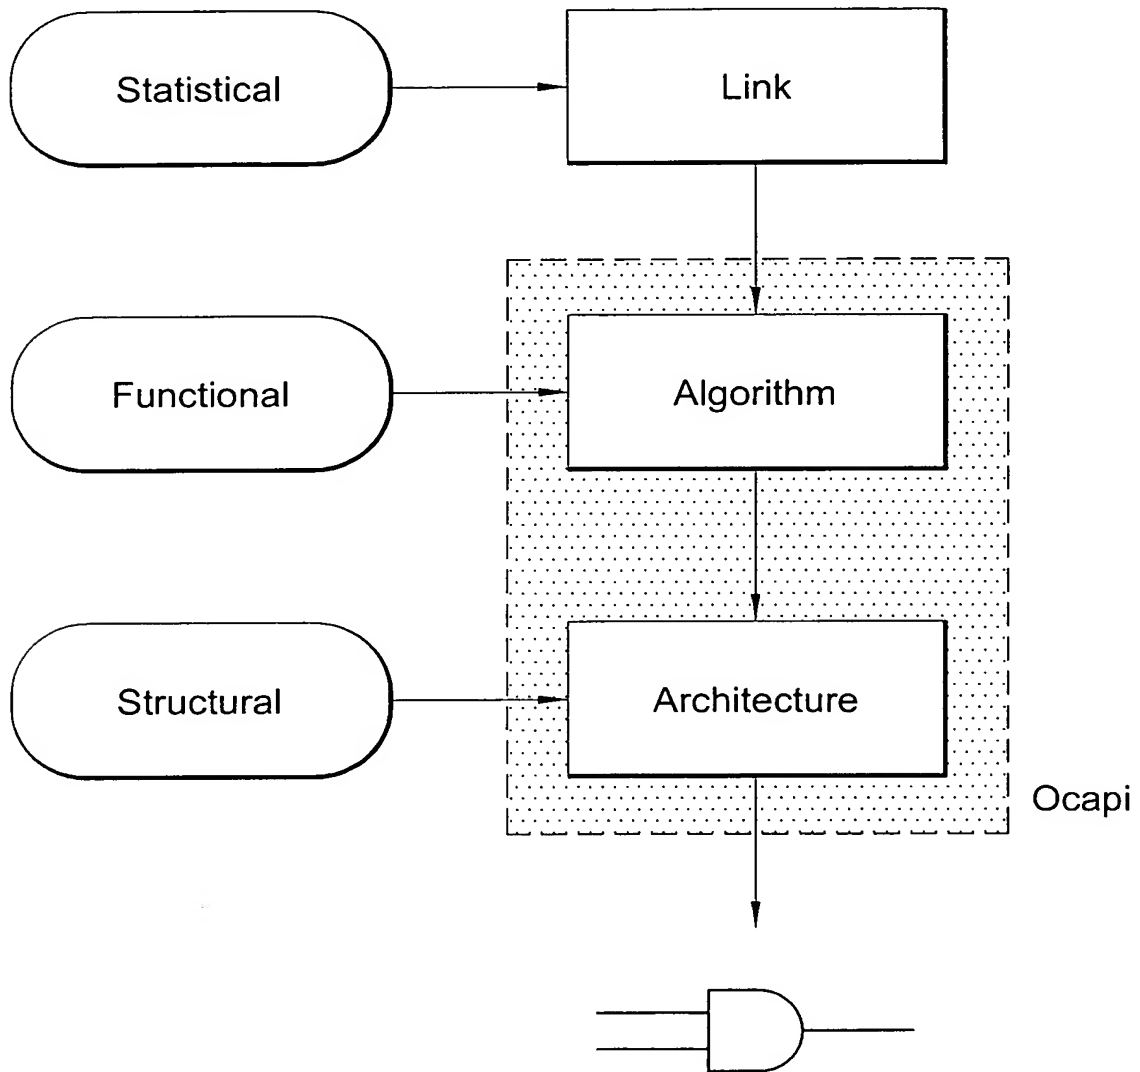 Statistical
Link
Functional
Algorithm
Structural
Architecture
Ocapi